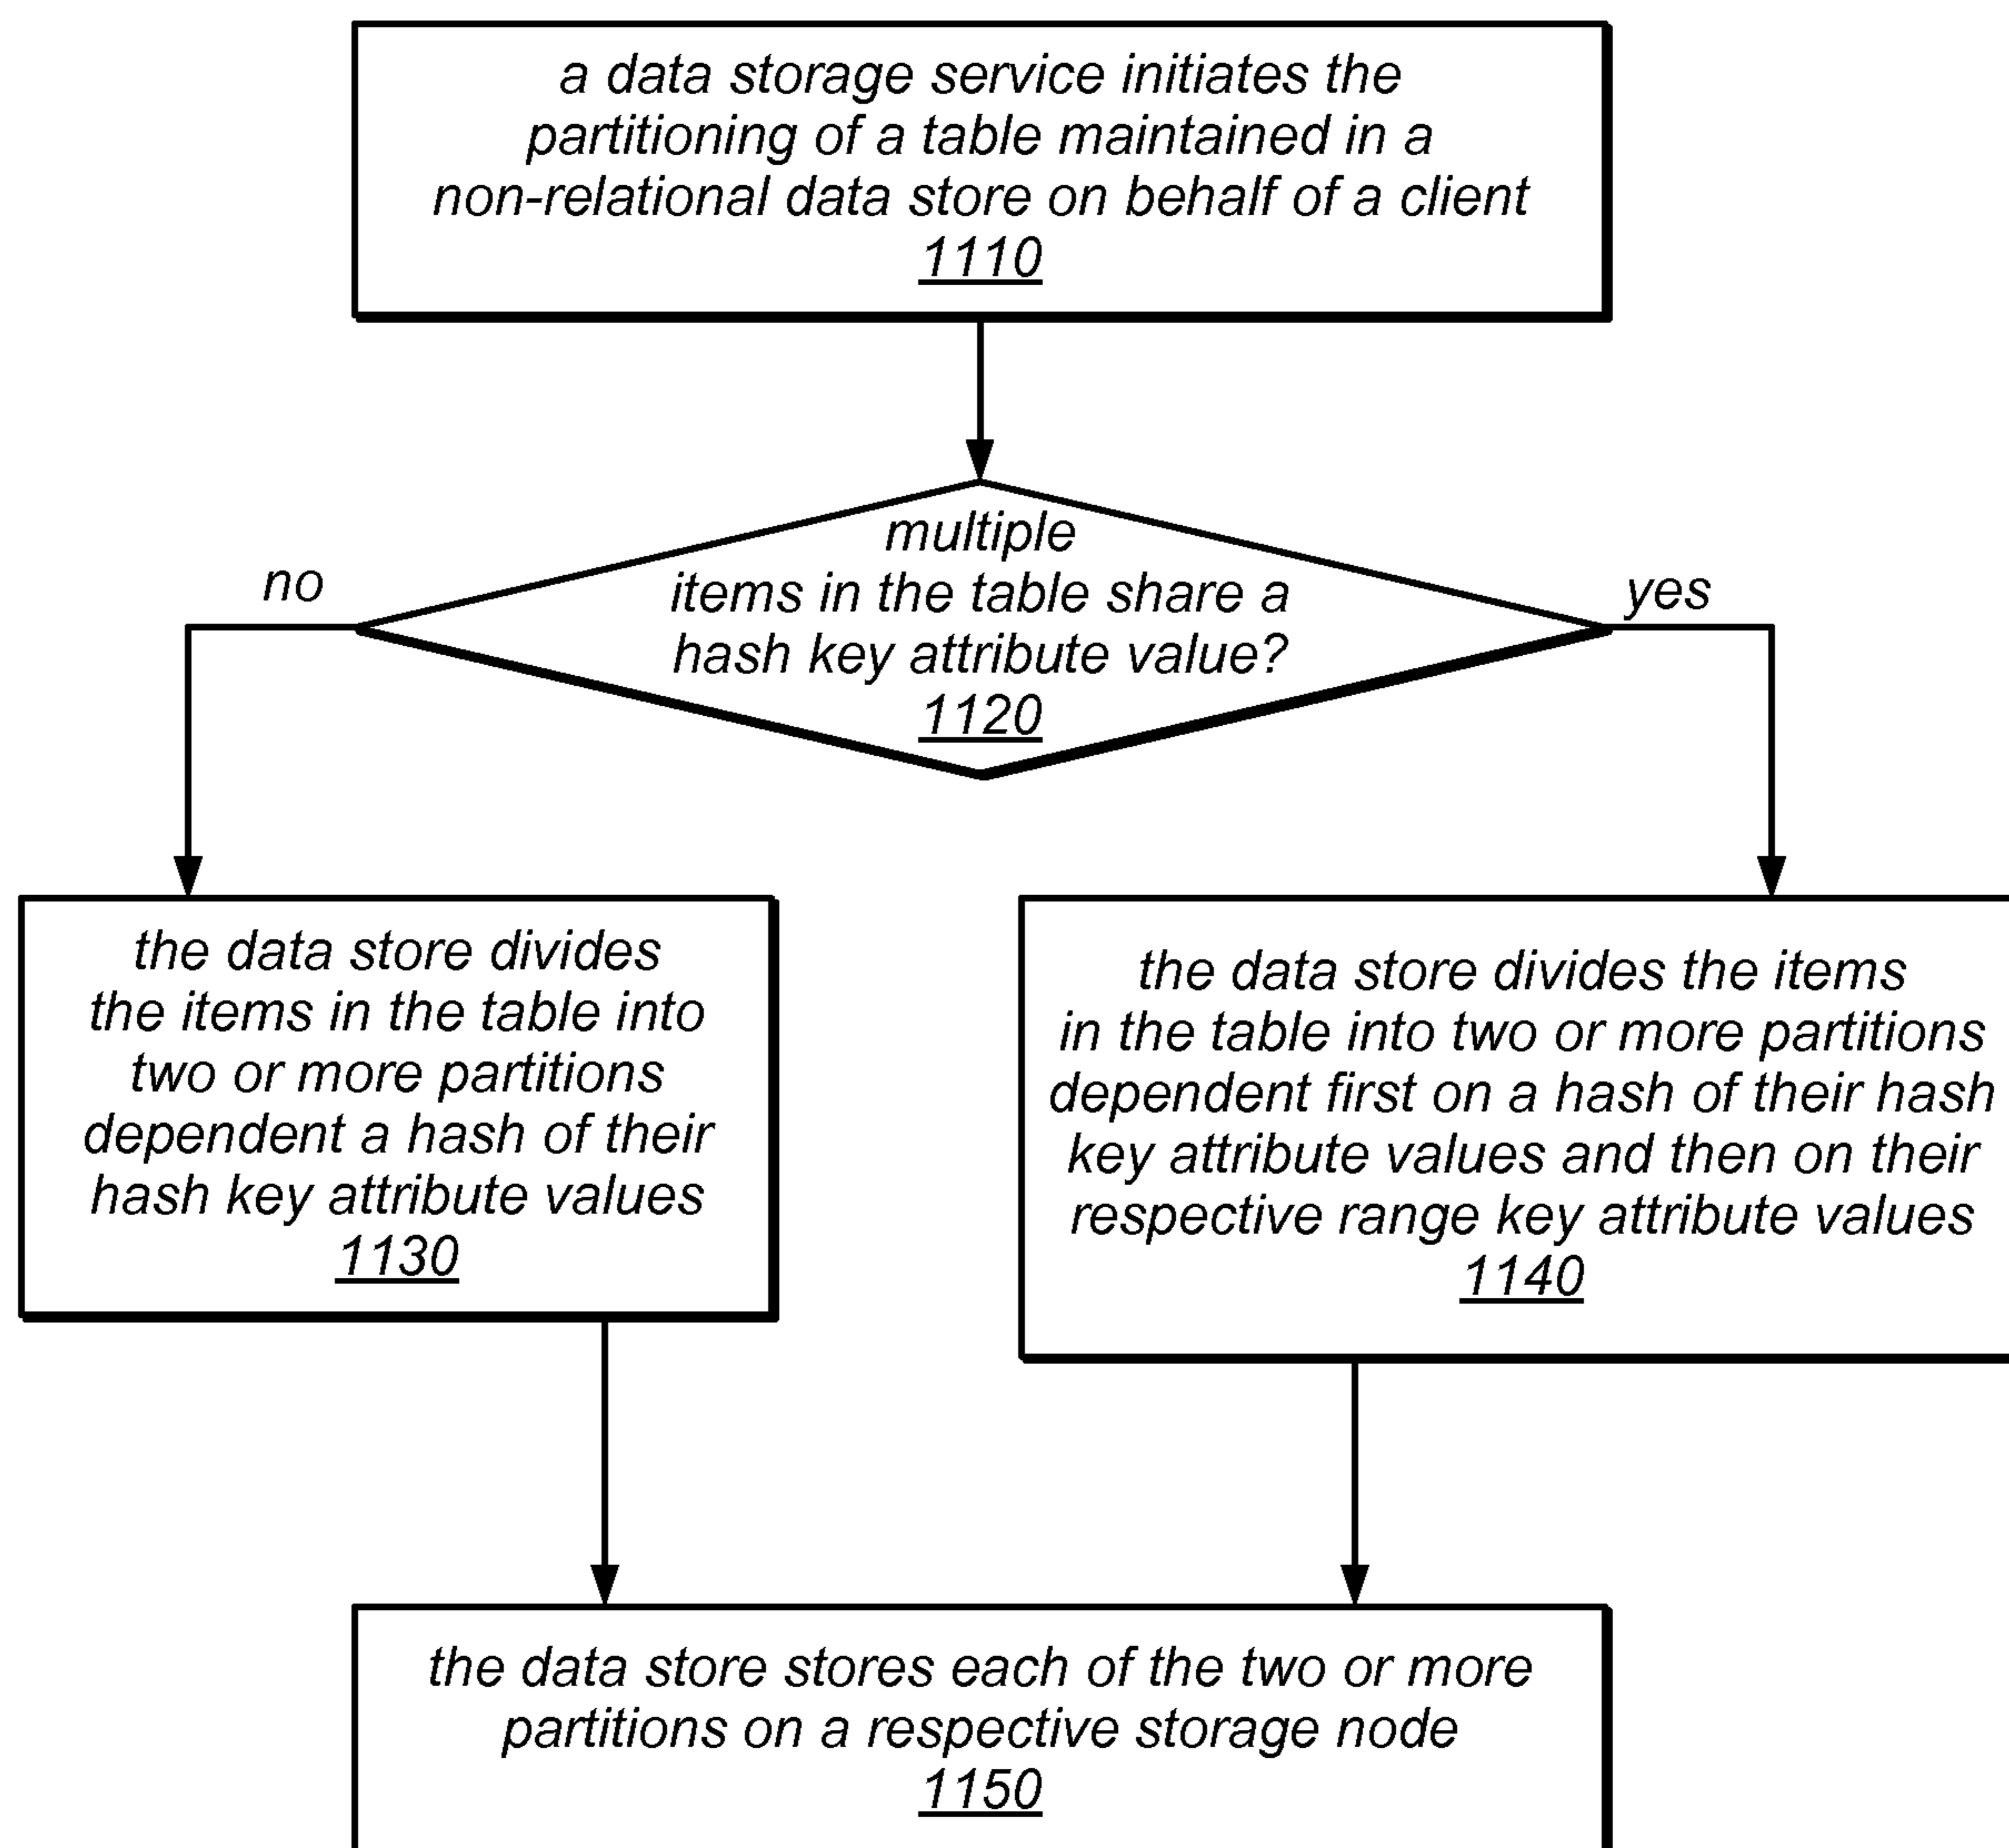 a data storage service initiates the
partitioning of a table maintained in a
non-relational data store on behalf of a client
1110
multiple
items in the table share a
hash key attribute value?
1120
no
yes
the data store divides
the items in the table into
two or more partitions
dependent a hash of their
hash key attribute values
1130
the data store divides the items
in the table into two or more partitions
dependent first on a hash of their hash
key attribute values and then on their
respective range key attribute values
1140
the data store stores each of the two or more
partitions on a respective storage node
1150